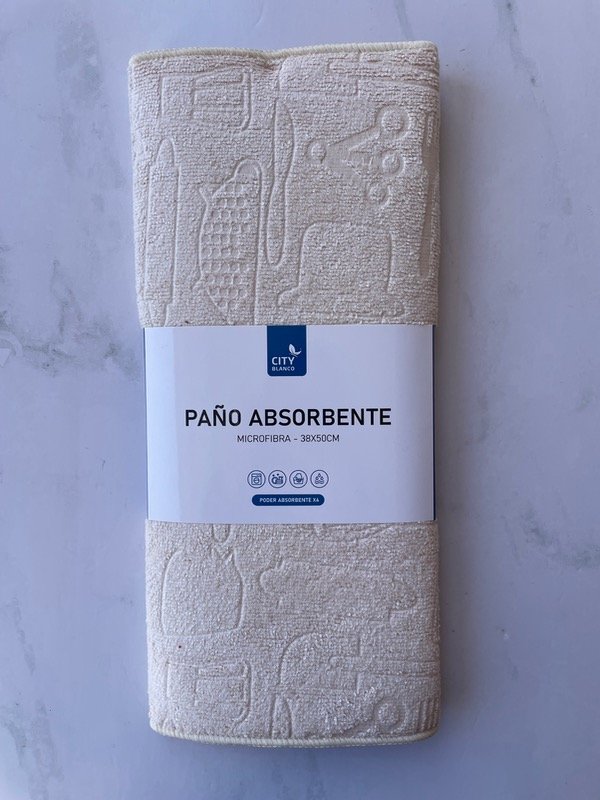 CITY
BLANCO
PAÑO ABSORBENTE
MICROFIBRA - 38X50CM
PODER ABSORBENTE X4